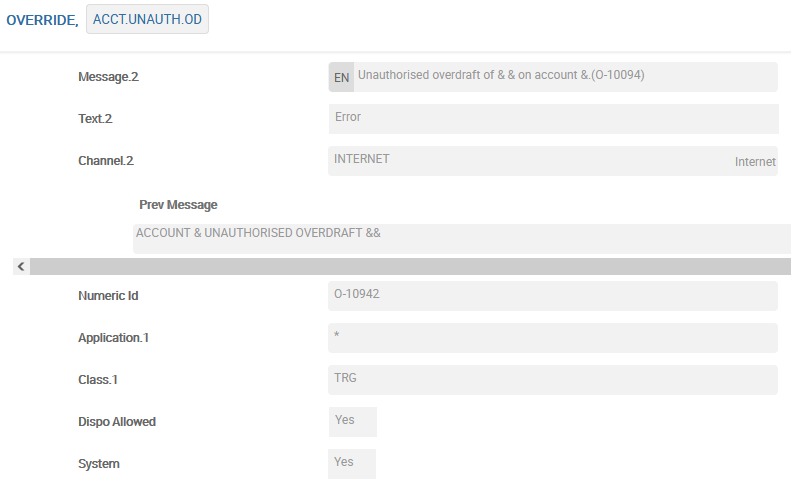 OVERRIDE, ACCT.UNAUTH.OD
Message.2 EN Unauthorised overdraft of & & on account &.(O-10094)
Text.2 Error
Channel.2 INTERNET Internet
Prev Message
ACCOUNT & UNAUTHORISED OVERDRAFT &&
Numeric Id O-10942
Application.1 *
Class.1 TRG
Dispo Allowed Yes
System Yes